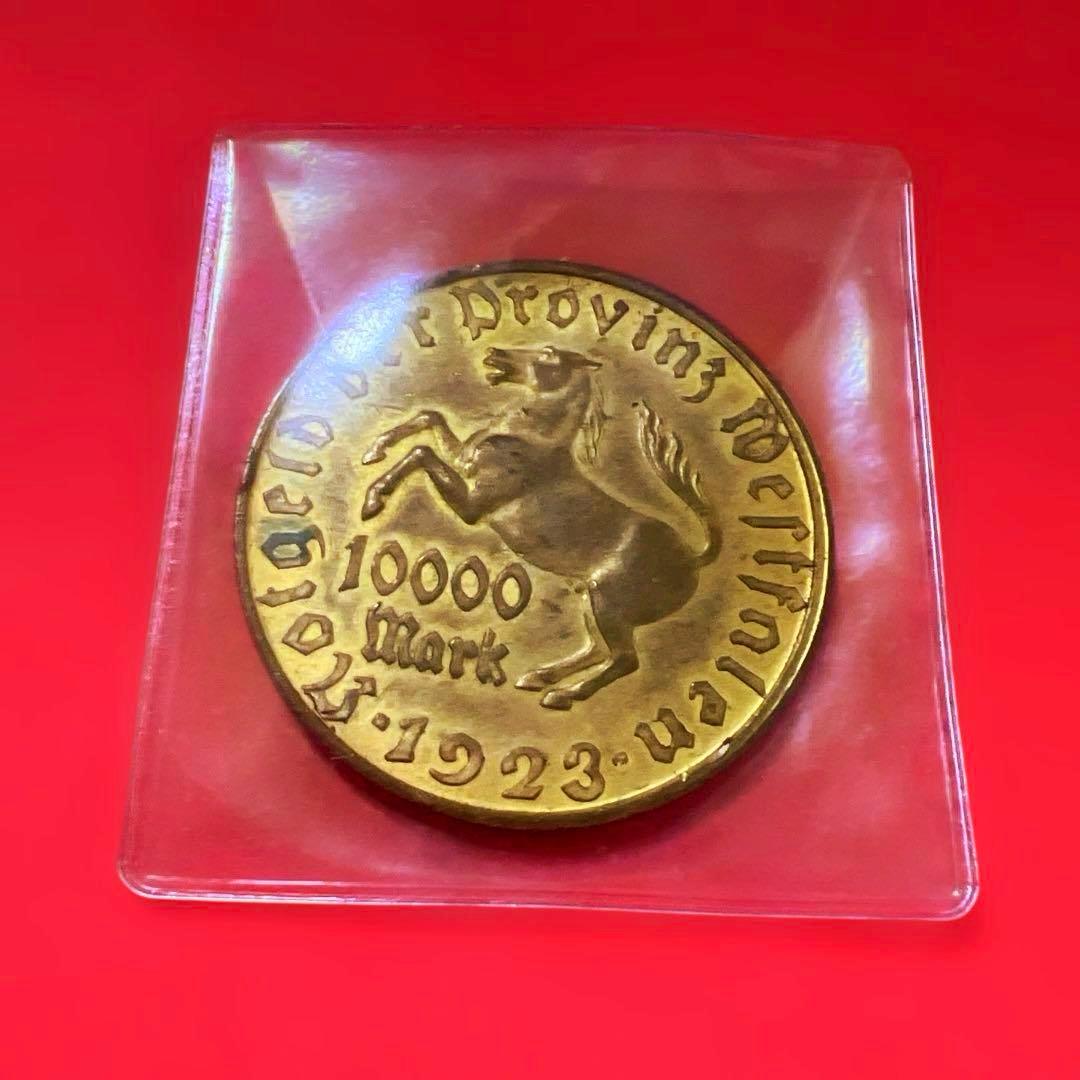 Notgeld der Provinz Westfalen
10000
Mark
·1923·